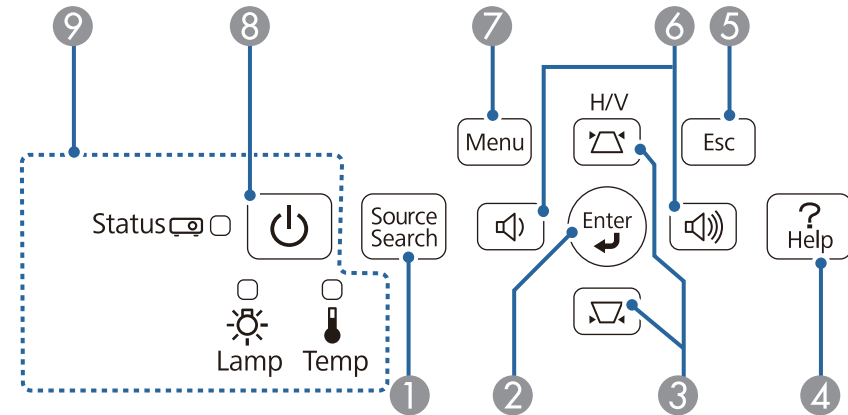 9 8 7 6 5
H/V
Menu
Esc
Status
Source
Search
Enter
?
Help
Lamp Temp
1 2 3 4